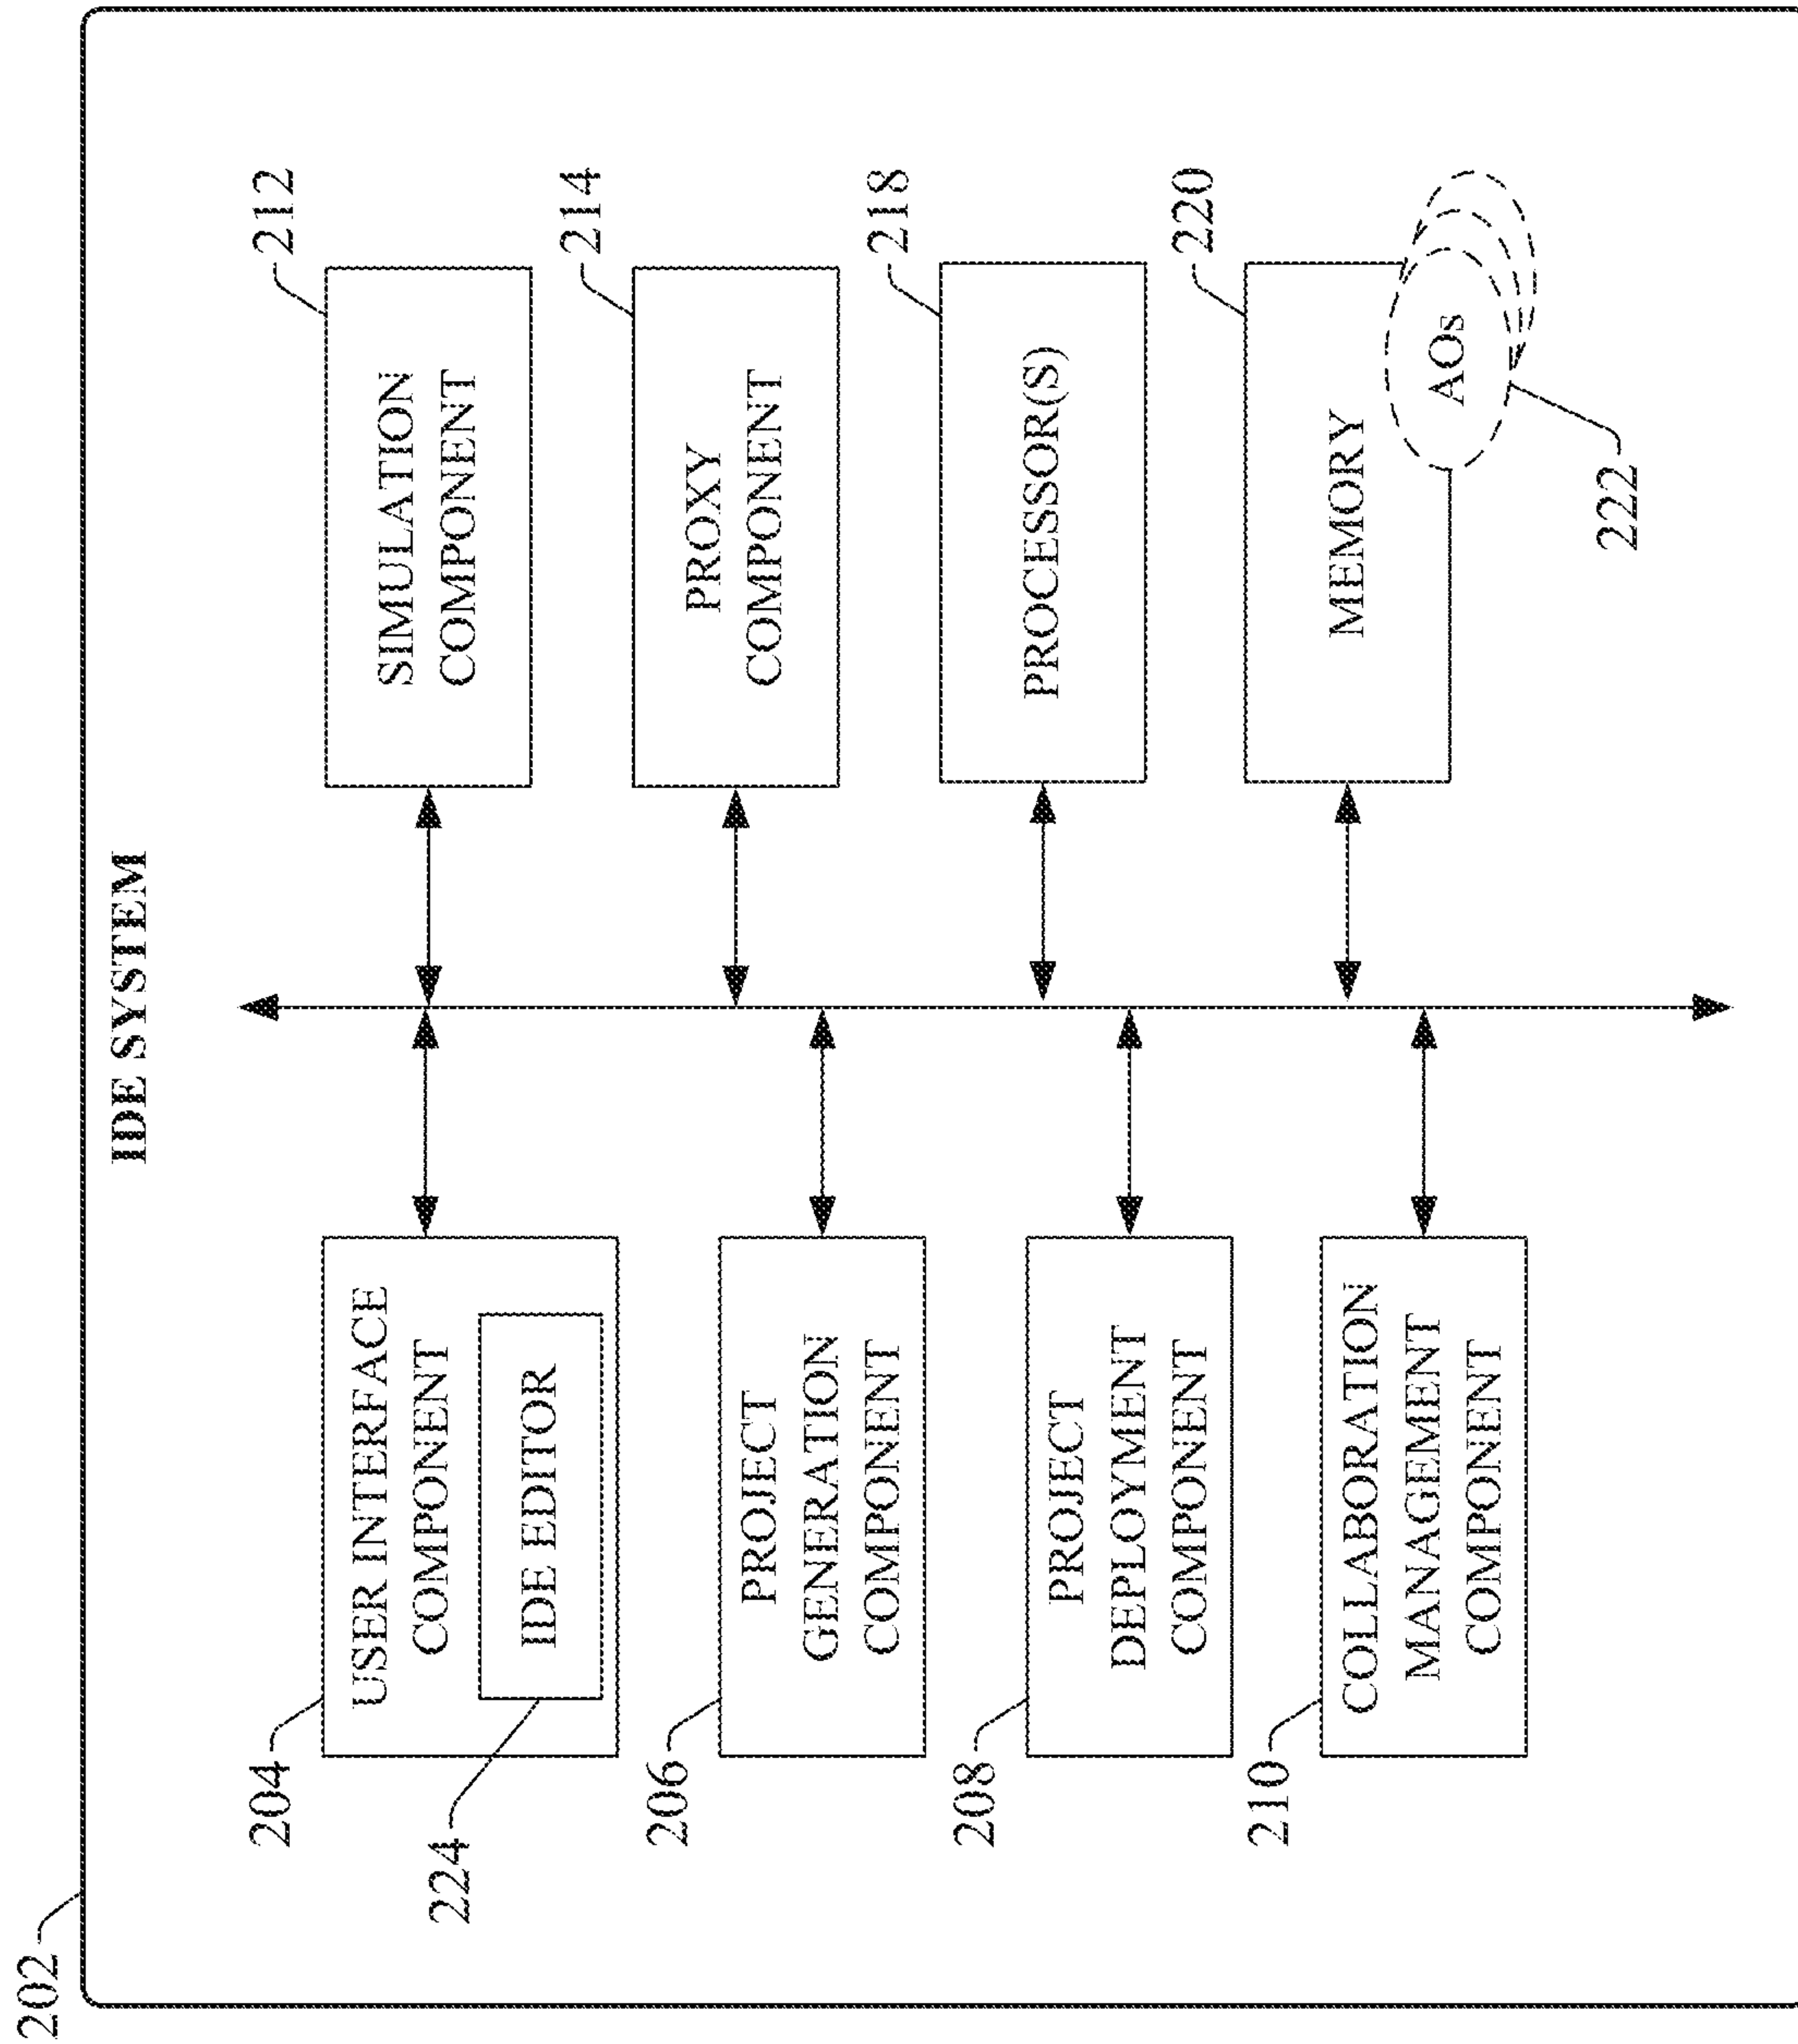 202
IDE SYSTEM
204
USER INTERFACE
COMPONENT
224
IDE EDITOR
206
PROJECT
GENERATION
COMPONENT
208
PROJECT
DEPLOYMENT
COMPONENT
210
COLLABORATION
MANAGEMENT
COMPONENT
212
SIMULATION
COMPONENT
214
PROXY
COMPONENT
218
PROCESSOR(S)
220
MEMORY
AOs
222